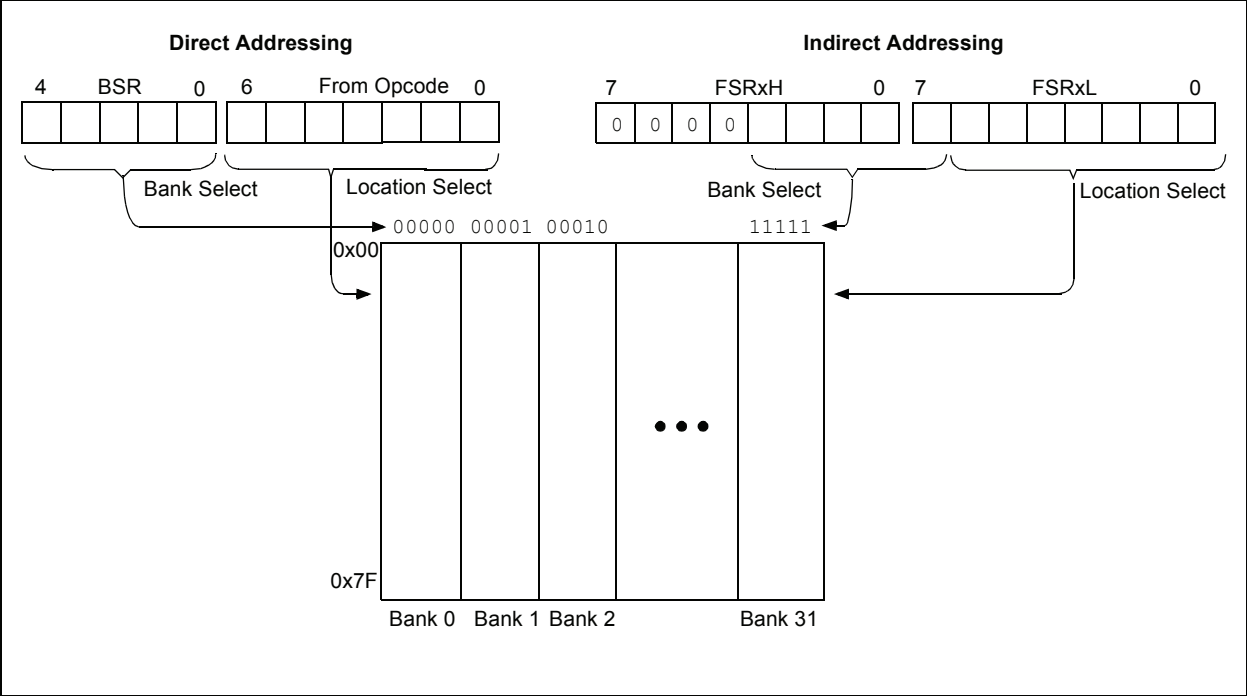 Direct Addressing
Indirect Addressing
4 BSR 0 6 From Opcode 0
7 FSRxH 0 7 FSRxL 0
0 0 0 0
Bank Select
Location Select
Bank Select
Location Select
00000 00001 00010 11111
0x00
0x7F
Bank 0 Bank 1 Bank 2 Bank 31